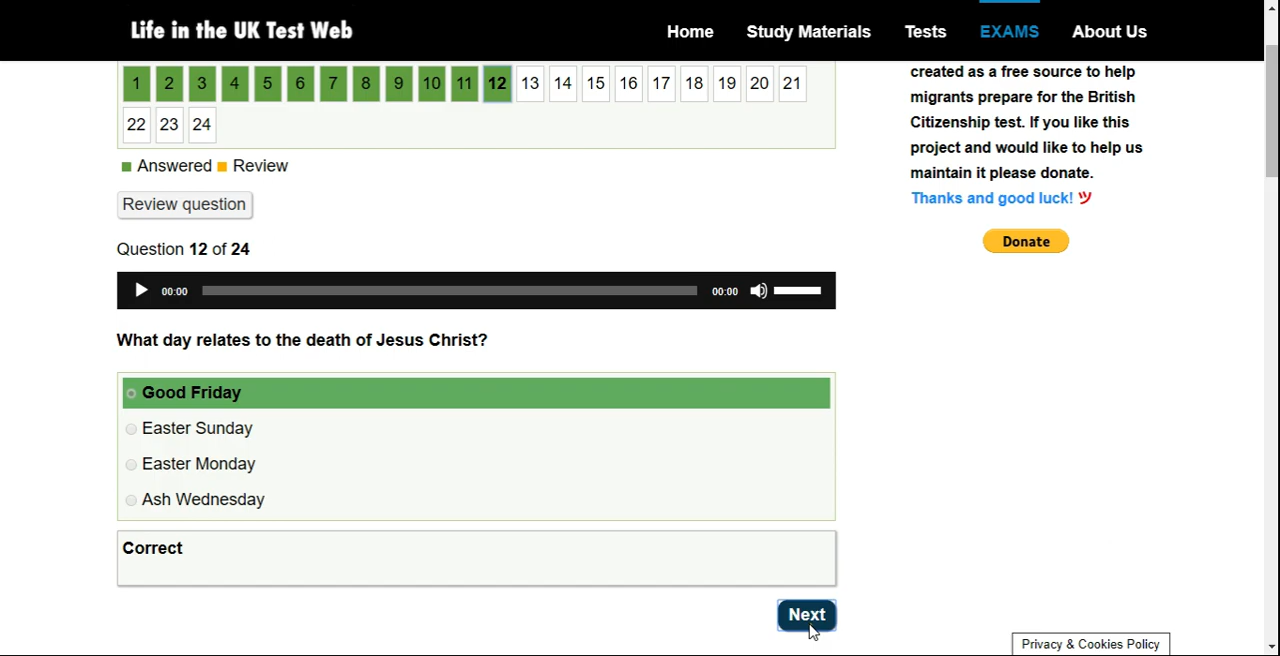 Life in the UK Test Web
Home Study Materials Tests EXAMS About Us
1 2 3 4 5 6 7 8 9 10 11 12 13 14 15 16 17 18 19 20 21
22 23 24
Answered Review
Review question
Question 12 of 24
00:00 00:00
What day relates to the death of Jesus Christ?
Good Friday
Easter Sunday
Easter Monday
Ash Wednesday
Correct
Next
created as a free source to help
migrants prepare for the British
Citizenship test. If you like this
project and would like to help us
maintain it please donate.
Thanks and good luck! ツ
Donate
Privacy & Cookies Policy